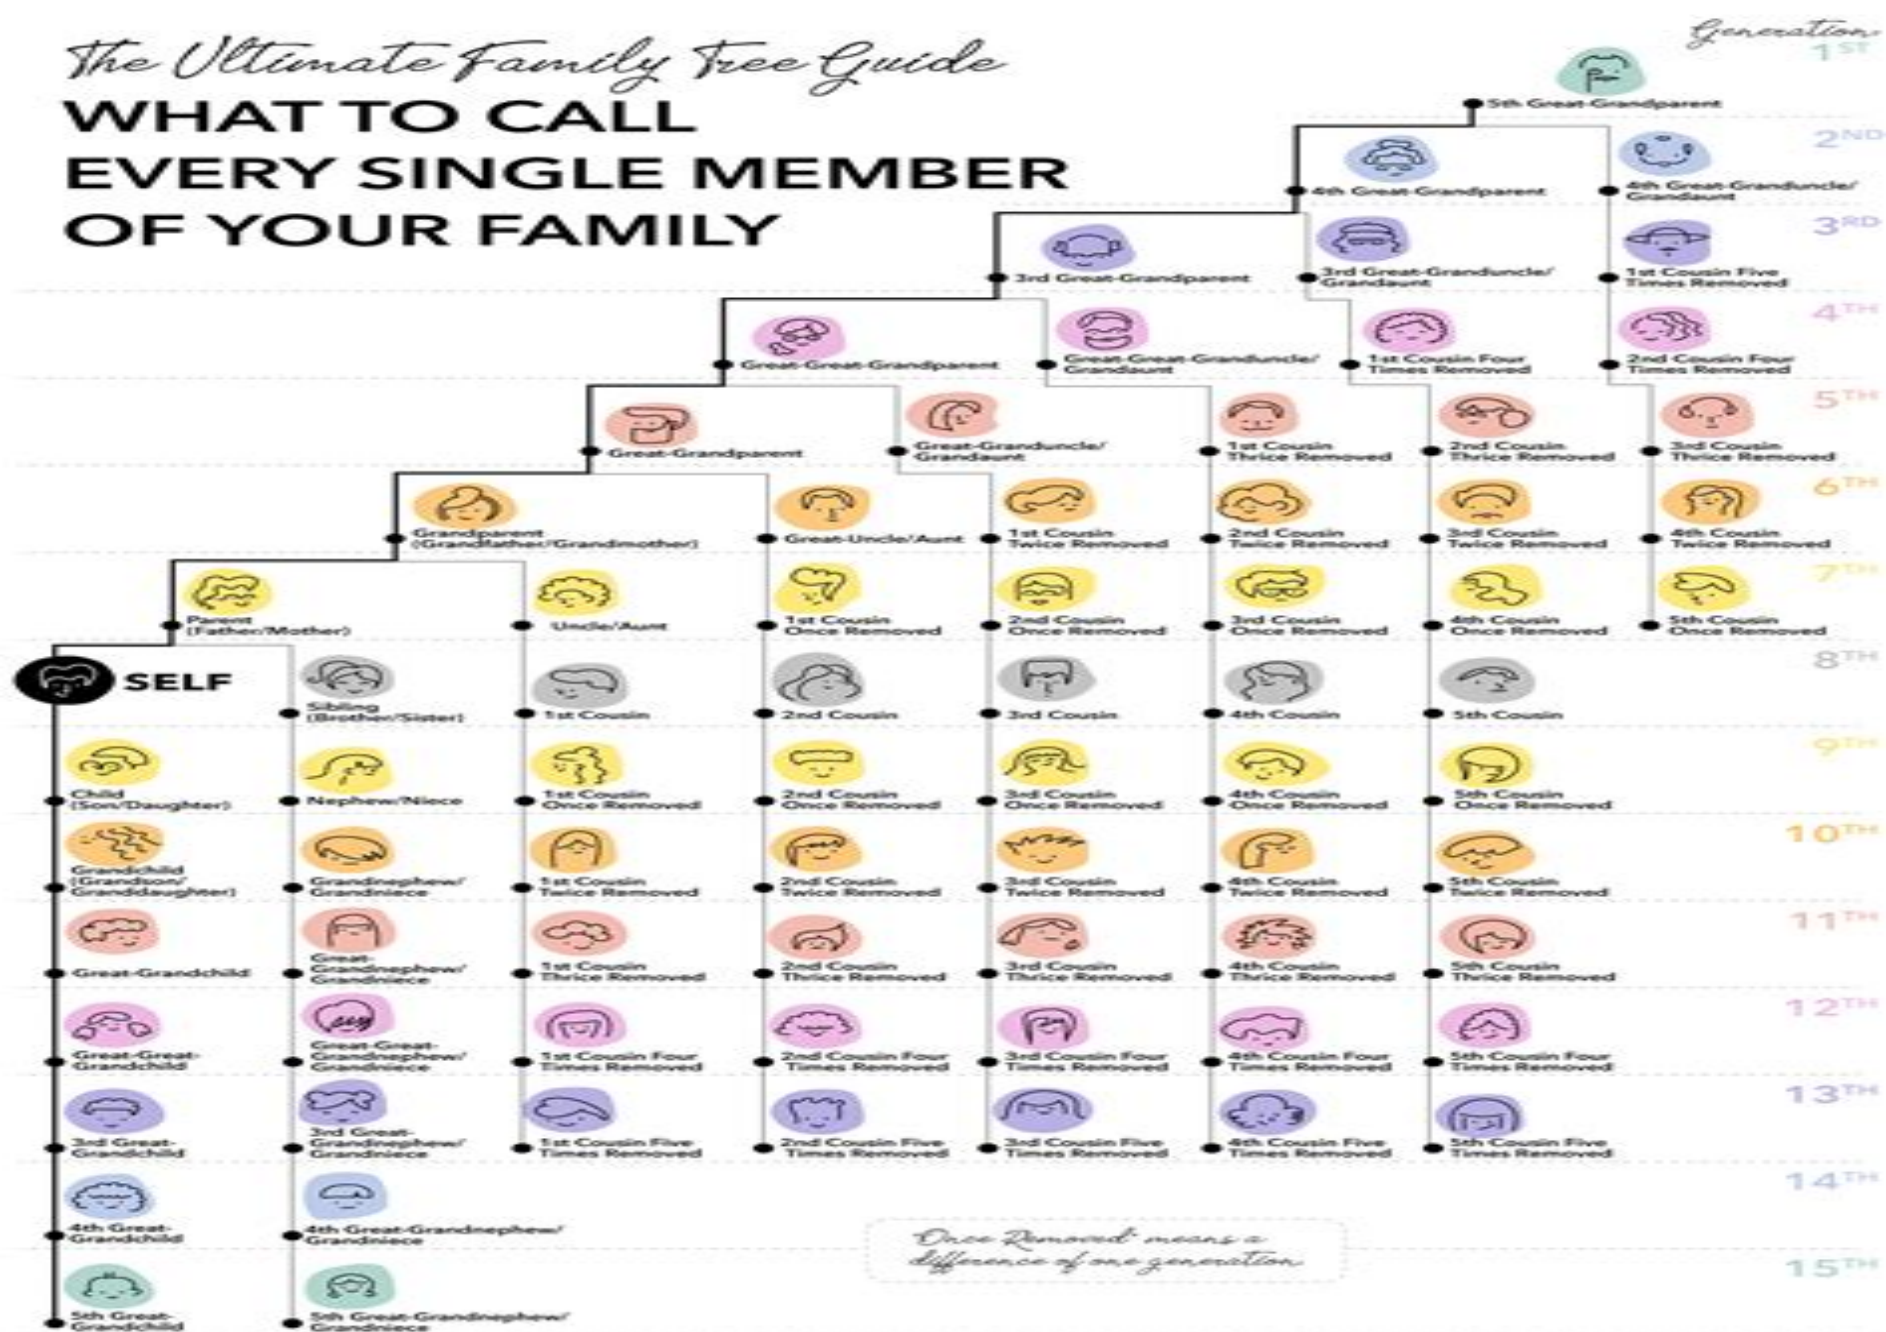 The Ultimate Family Tree Guide
WHAT TO CALL
EVERY SINGLE MEMBER
OF YOUR FAMILY
Generation
1ST
5th Great-Grandparent
2ND
4th Great-Grandparent
4th Great-Granduncle/
Grandaunt
3RD
3rd Great-Grandparent
3rd Great-Granduncle/
Grandaunt
1st Cousin Five
Times Removed
4TH
Great-Great-Grandparent
Great-Great-Granduncle/
Grandaunt
1st Cousin Four
Times Removed
2nd Cousin Four
Times Removed
5TH
Great-Grandparent
Great-Granduncle/
Grandaunt
1st Cousin
Thrice Removed
2nd Cousin
Thrice Removed
3rd Cousin
Thrice Removed
6TH
Grandparent
(Grandfather/Grandmother)
Great-Uncle/Aunt
1st Cousin
Twice Removed
2nd Cousin
Twice Removed
3rd Cousin
Twice Removed
4th Cousin
Twice Removed
7TH
Parent
(Father/Mother)
Uncle/Aunt
1st Cousin
Once Removed
2nd Cousin
Once Removed
3rd Cousin
Once Removed
4th Cousin
Once Removed
5th Cousin
Once Removed
8TH
SELF
Sibling
(Brother/Sister)
1st Cousin
2nd Cousin
3rd Cousin
4th Cousin
5th Cousin
9TH
Child
(Son/Daughter)
Nephew/Niece
1st Cousin
Once Removed
2nd Cousin
Once Removed
3rd Cousin
Once Removed
4th Cousin
Once Removed
5th Cousin
Once Removed
10TH
Grandchild
(Grandson/
Granddaughter)
Grandnephew/
Grandniece
1st Cousin
Twice Removed
2nd Cousin
Twice Removed
3rd Cousin
Twice Removed
4th Cousin
Twice Removed
5th Cousin
Twice Removed
11TH
Great-Grandchild
Great-
Grandnephew/
Grandniece
1st Cousin
Thrice Removed
2nd Cousin
Thrice Removed
3rd Cousin
Thrice Removed
4th Cousin
Thrice Removed
5th Cousin
Thrice Removed
12TH
Great-Great-
Grandchild
Great-Great-
Grandnephew/
Grandniece
1st Cousin Four
Times Removed
2nd Cousin Four
Times Removed
3rd Cousin Four
Times Removed
4th Cousin Four
Times Removed
5th Cousin Four
Times Removed
13TH
3rd Great-
Grandchild
3rd Great-
Grandnephew/
Grandniece
1st Cousin Five
Times Removed
2nd Cousin Five
Times Removed
3rd Cousin Five
Times Removed
4th Cousin Five
Times Removed
5th Cousin Five
Times Removed
14TH
4th Great-
Grandchild
4th Great-Grandnephew/
Grandniece
"Once Removed" means a
difference of one generation.
15TH
5th Great-
Grandchild
5th Great-Grandnephew/
Grandniece